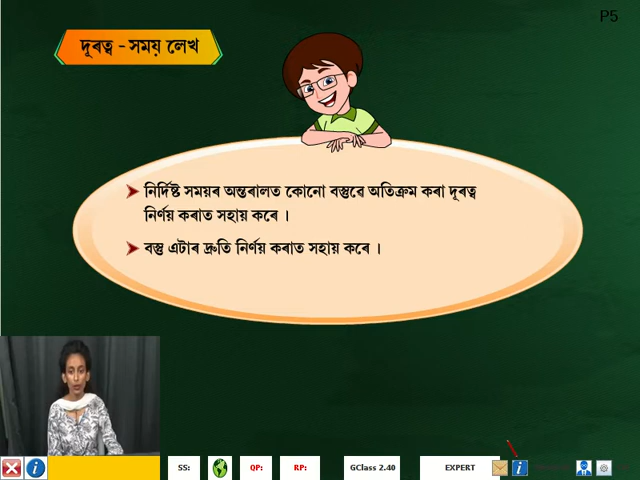 P5
দূৰত্ব - সময় লেখ
নিৰ্দিষ্ট সময়ৰ অন্তৰালত কোনো বস্তুৱে অতিক্ৰম কৰা দূৰত্ব
নিৰ্ণয় কৰাত সহায় কৰে ।
বস্তু এটাৰ দ্ৰুতি নিৰ্ণয় কৰাত সহায় কৰে ।
SS: QP: RP: GClass 2.40 EXPERT